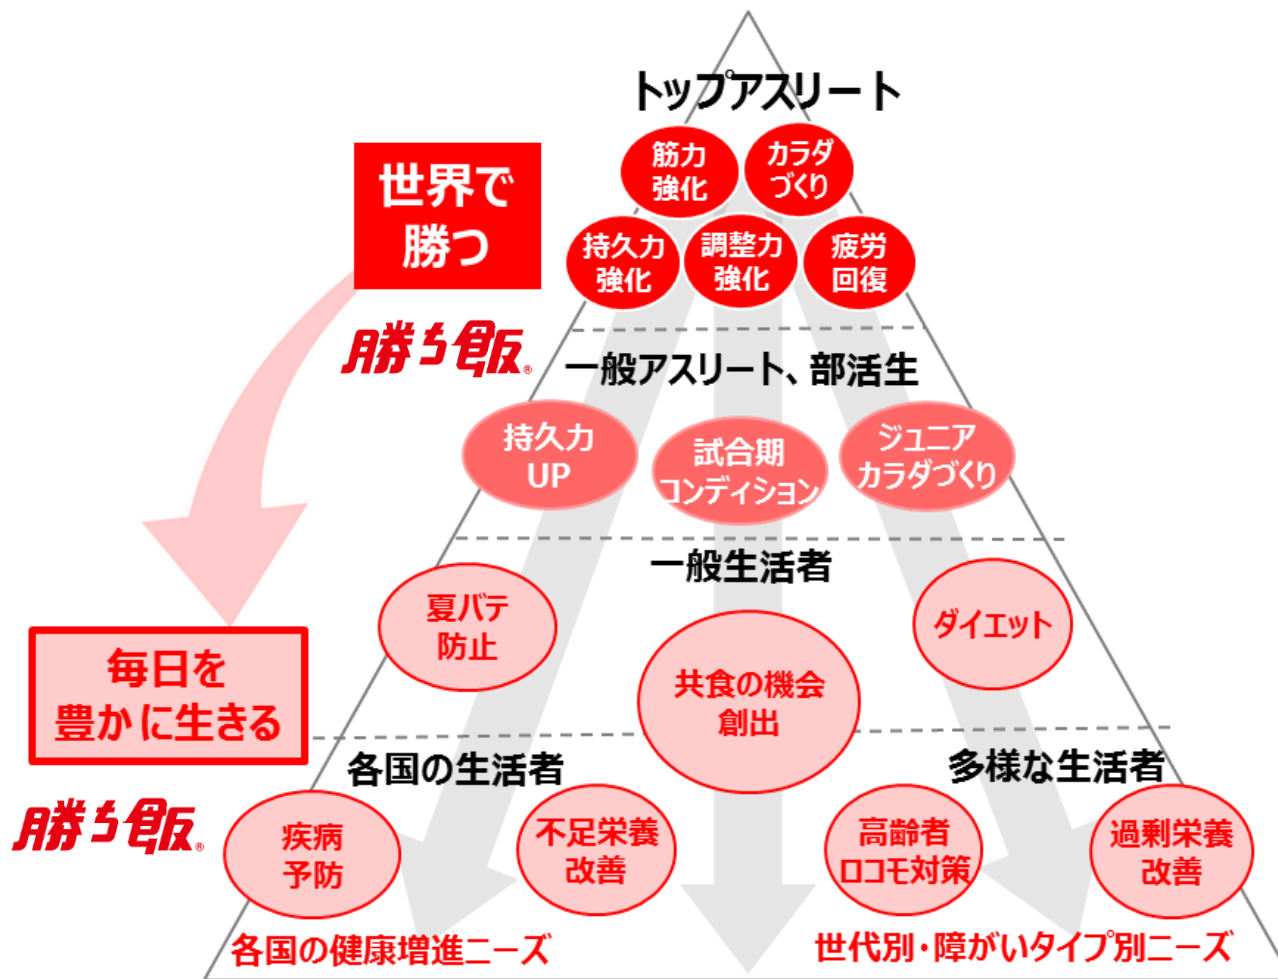 トップアスリート
筋力
強化
カラダ
づくり
世界で
勝つ
持久力
強化
調整力
強化
疲労
回復
勝ち飯®
一般アスリート、部活生
持久力
UP
試合期
コンディション
ジュニア
カラダづくり
一般生活者
夏バテ
防止
ダイエット
共食の機会
創出
毎日を
豊かに生きる
勝ち飯®
各国の生活者
多様な生活者
疾病
予防
不足栄養
改善
高齢者
ロコモ対策
過剰栄養
改善
各国の健康増進ニーズ
世代別・障がいタイプ別ニーズ